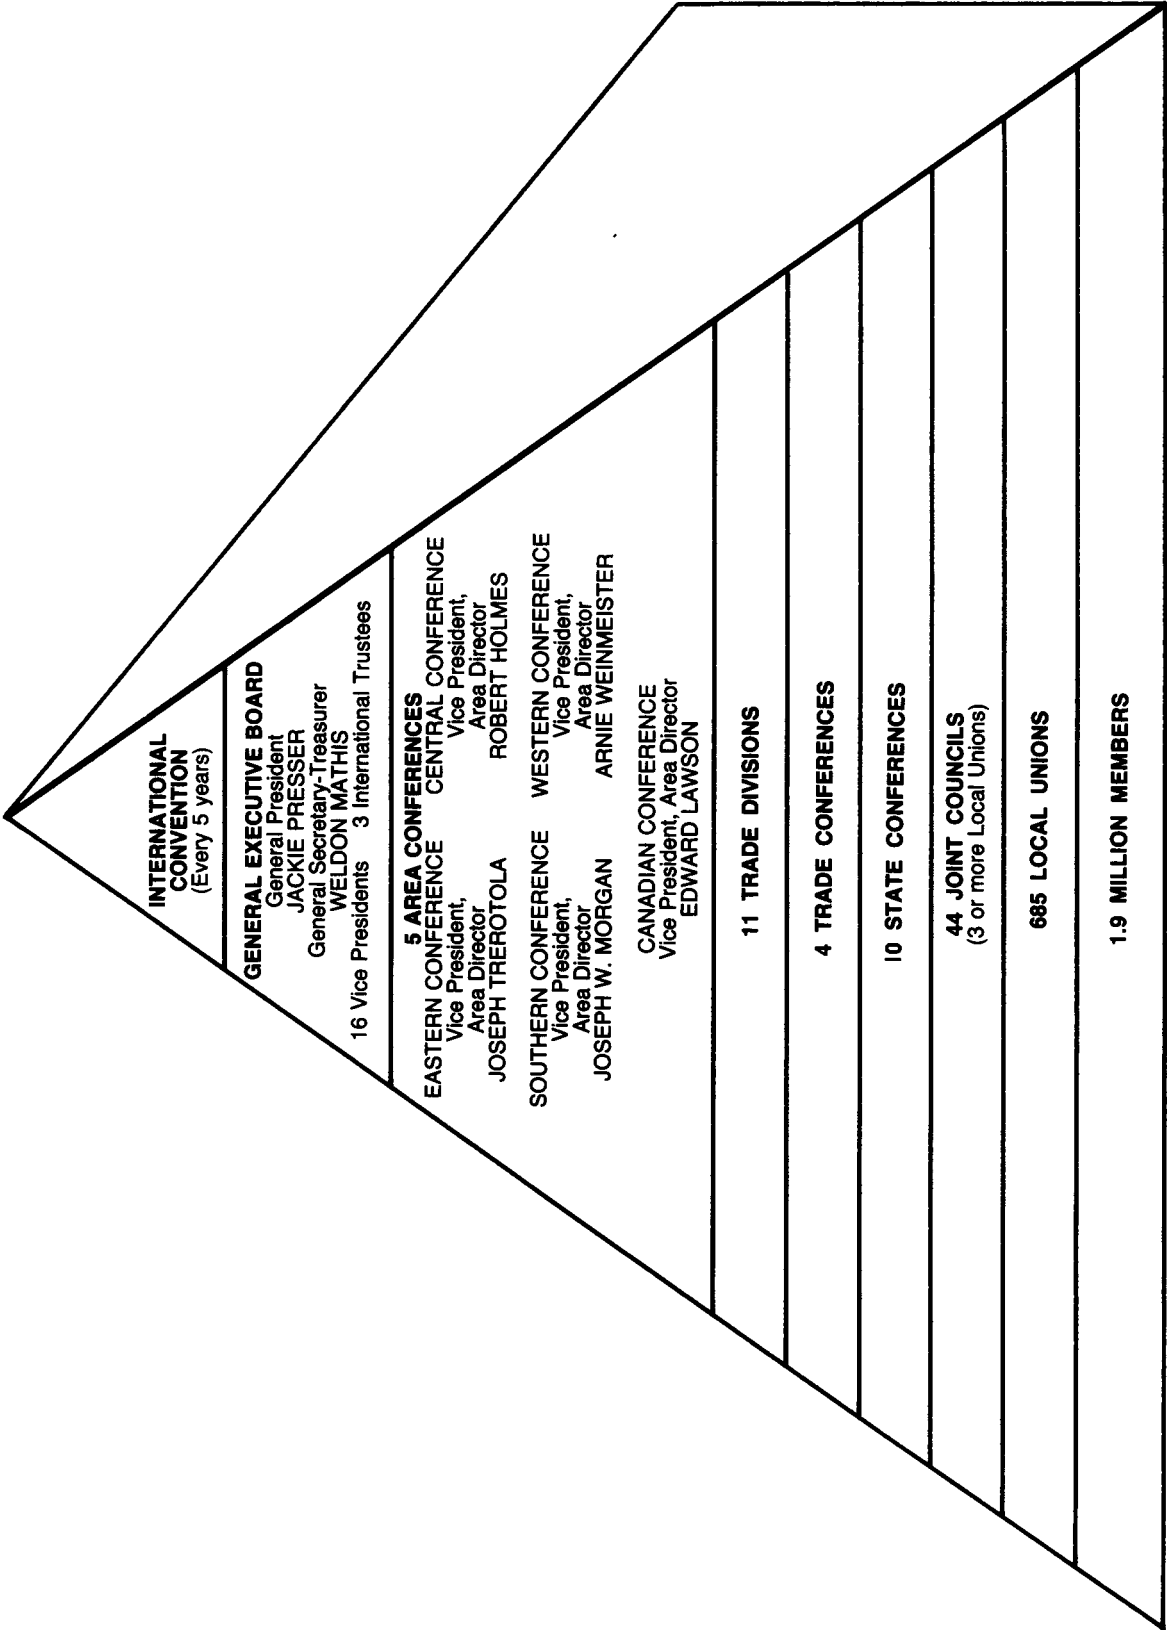 INTERNATIONAL
CONVENTION
(Every 5 years)
GENERAL EXECUTIVE BOARD
General President
JACKIE PRESSER
General Secretary-Treasurer
WELDON MATHIS
16 Vice Presidents 3 International Trustees
5 AREA CONFERENCES
EASTERN CONFERENCE
Vice President,
Area Director
JOSEPH TREROTOLA
CENTRAL CONFERENCE
Vice President,
Area Director
ROBERT HOLMES
SOUTHERN CONFERENCE
Vice President,
Area Director
JOSEPH W. MORGAN
WESTERN CONFERENCE
Vice President,
Area Director
ARNIE WEINMEISTER
CANADIAN CONFERENCE
Vice President, Area Director
EDWARD LAWSON
11 TRADE DIVISIONS
4 TRADE CONFERENCES
10 STATE CONFERENCES
44 JOINT COUNCILS
(3 or more Local Unions)
685 LOCAL UNIONS
1.9 MILLION MEMBERS